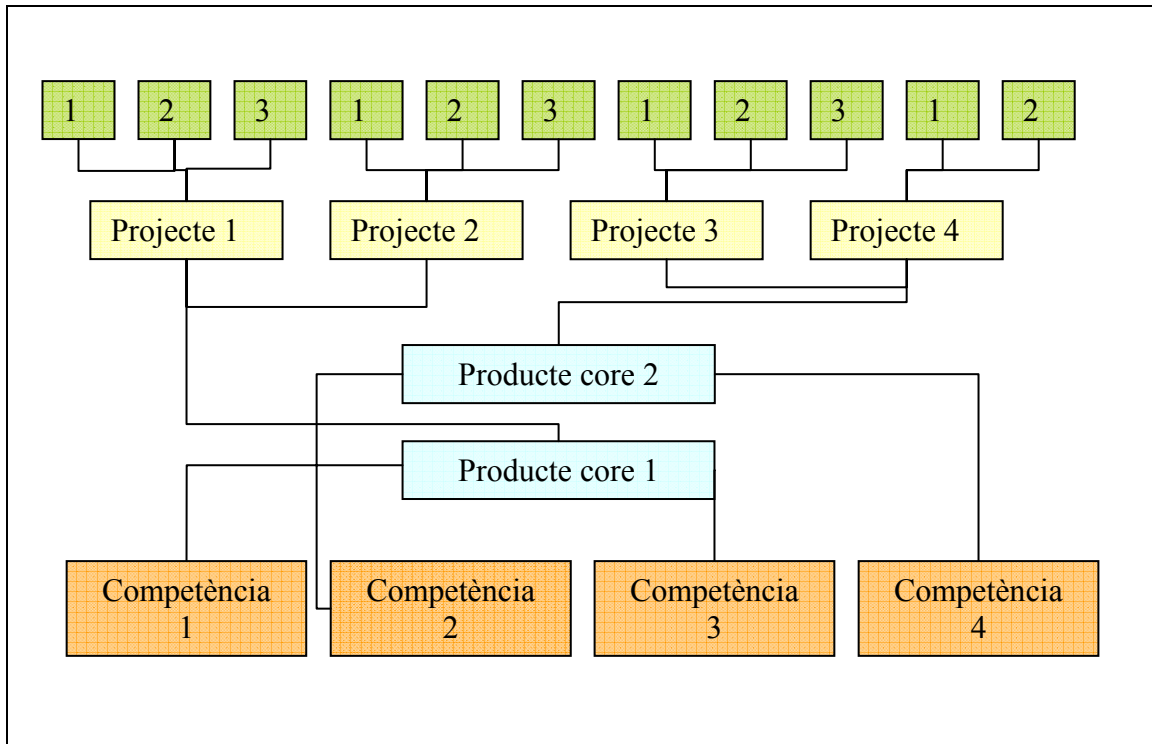 1 2 3 1 2 3 1 2 3 1 2
Projecte 1 Projecte 2 Projecte 3 Projecte 4
Producte core 2
Producte core 1
Competència
1
Competència
2
Competència
3
Competència
4